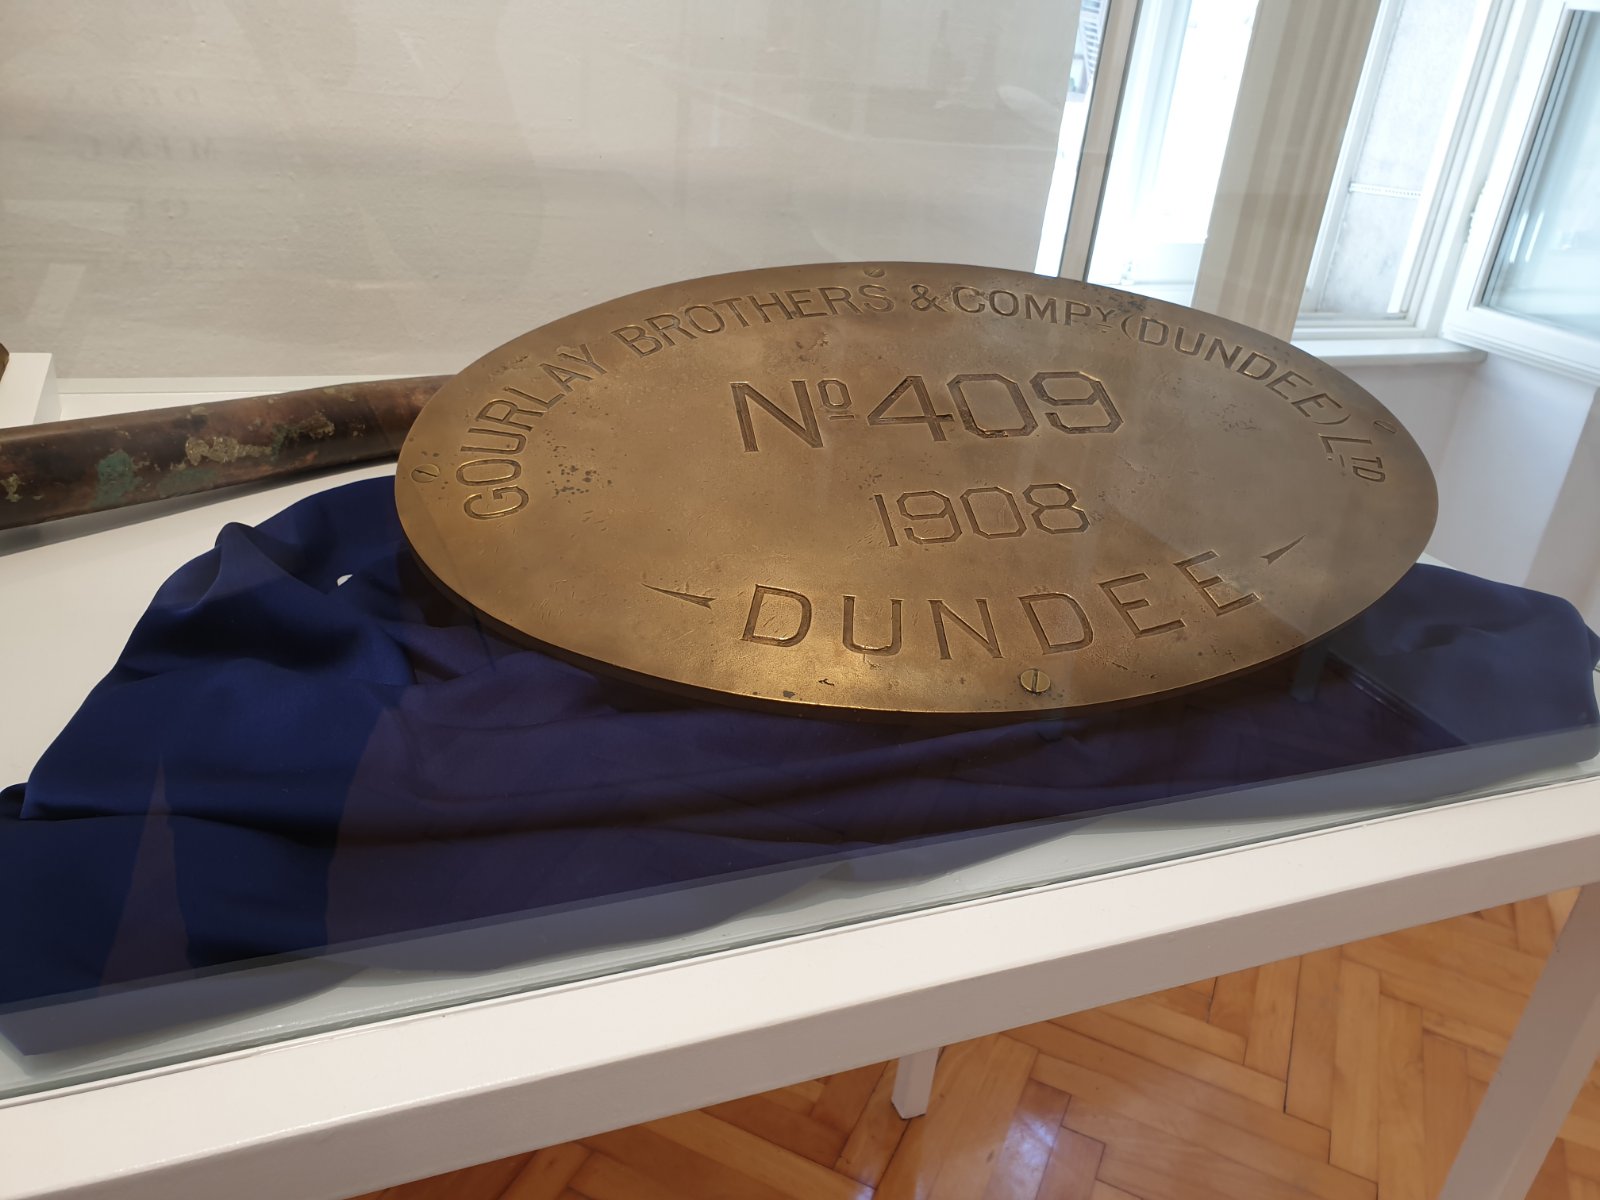 GOURLAY BROTHERS & COMPY (DUNDEE) LTD
No 409
1908
DUNDEE